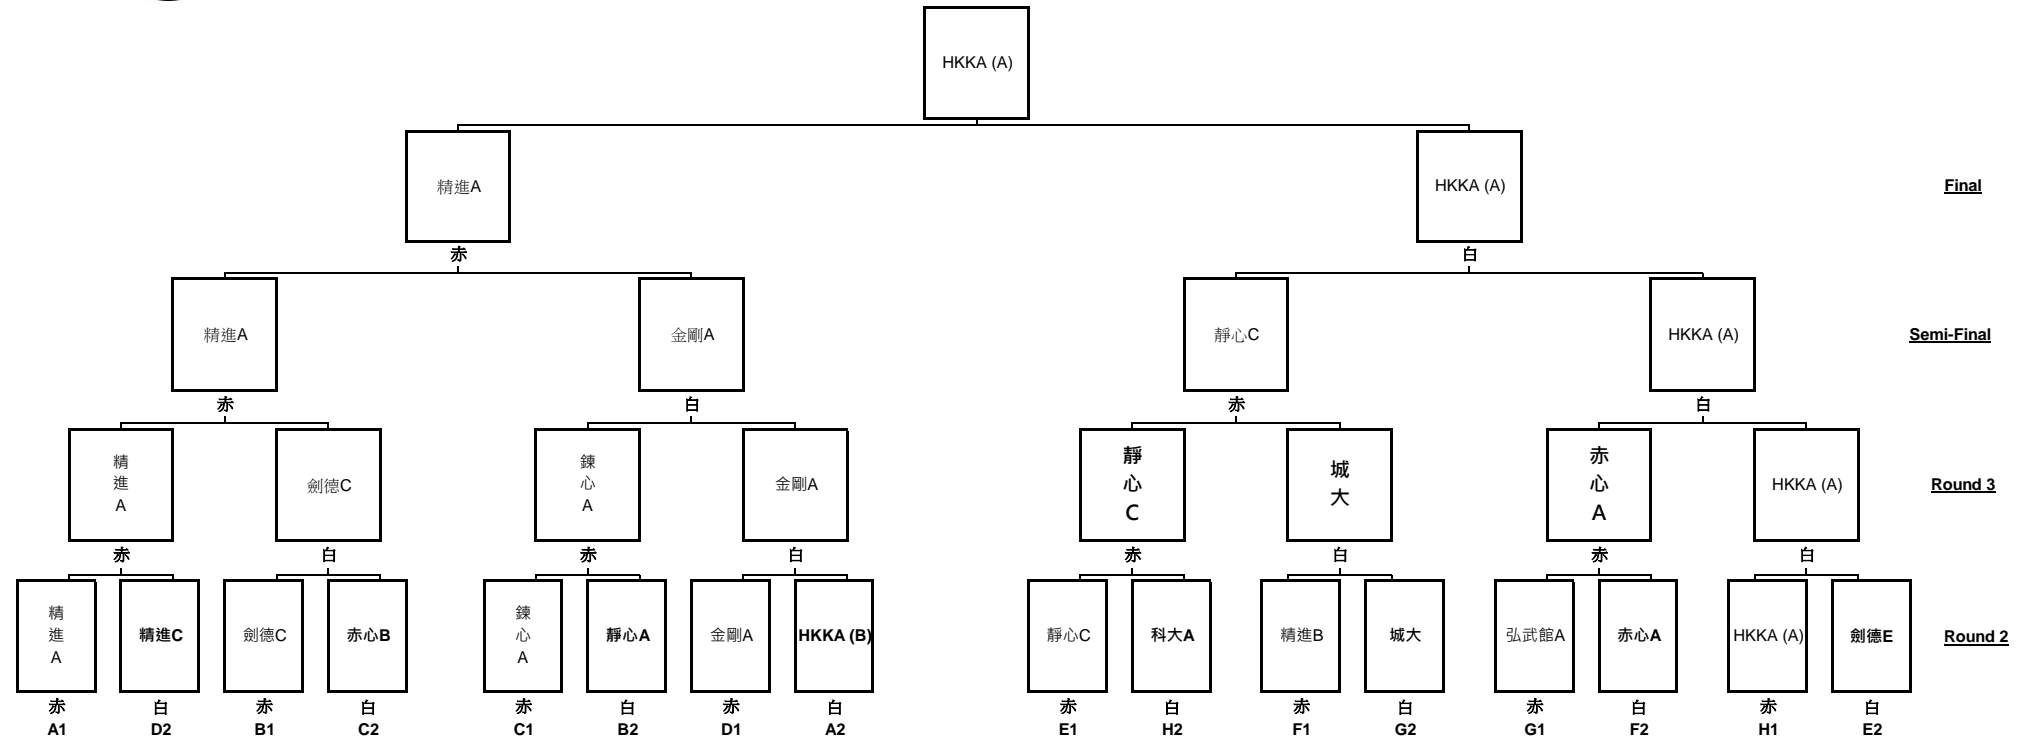 HKKA (A)
精進A
HKKA (A)
Final
赤
白
精進A
金剛A
靜心C
HKKA (A)
Semi-Final
赤
白
赤
白
精
進
A
劍德C
鍊
心
A
金剛A
靜
心
C
城
大
赤
心
A
HKKA (A)
Round 3
赤
白
赤
白
赤
白
赤
白
精
進
A
精進C
劍德C
赤心B
鍊
心
A
靜心A
金剛A
HKKA (B)
靜心C
科大A
精進B
城大
弘武館A
赤心A
HKKA (A)
劍德E
Round 2
赤
白
赤
白
赤
白
赤
白
赤
白
赤
白
赤
白
赤
白
A1
D2
B1
C2
C1
B2
D1
A2
E1
H2
F1
G2
G1
F2
H1
E2